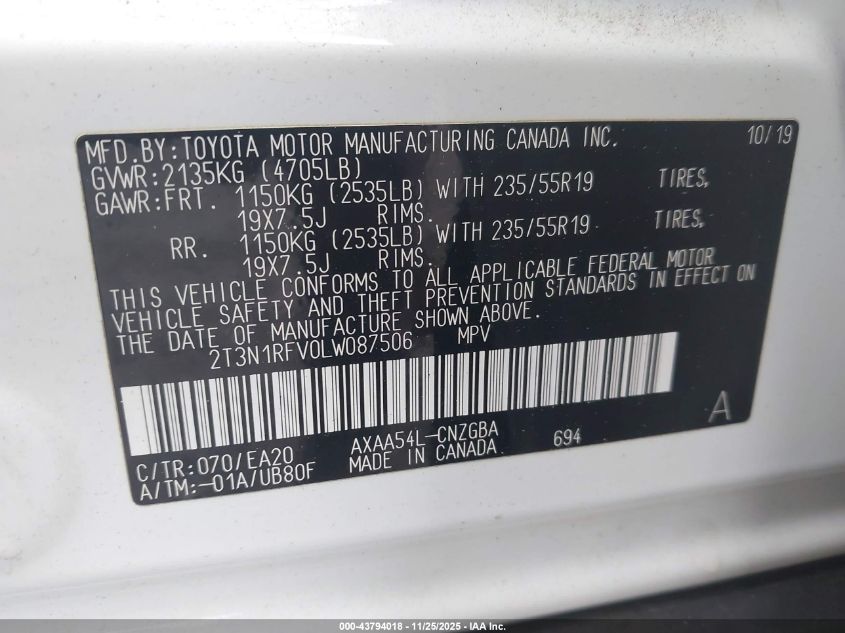 MFD.BY:TOYOTA MOTOR MANUFACTURING CANADA INC. 10/19
GVWR:2135KG (4705LB)
GAWR:FRT. 1150KG (2535LB) WITH 235/55R19 TIRES,
19X7.5J RIMS.
RR. 1150KG (2535LB) WITH 235/55R19 TIRES,
19X7.5J RIMS.
THIS VEHICLE CONFORMS TO ALL APPLICABLE FEDERAL MOTOR
VEHICLE SAFETY AND THEFT PREVENTION STANDARDS IN EFFECT ON
THE DATE OF MANUFACTURE SHOWN ABOVE.
2T3N1RFV0LW087506 MPV
A
C/TR:070/EA20 AXAA54L-CNZGBA 694
A/TM:-01A/UB80F MADE IN CANADA
000-43794018 - 11/25/2025 - IAA Inc.